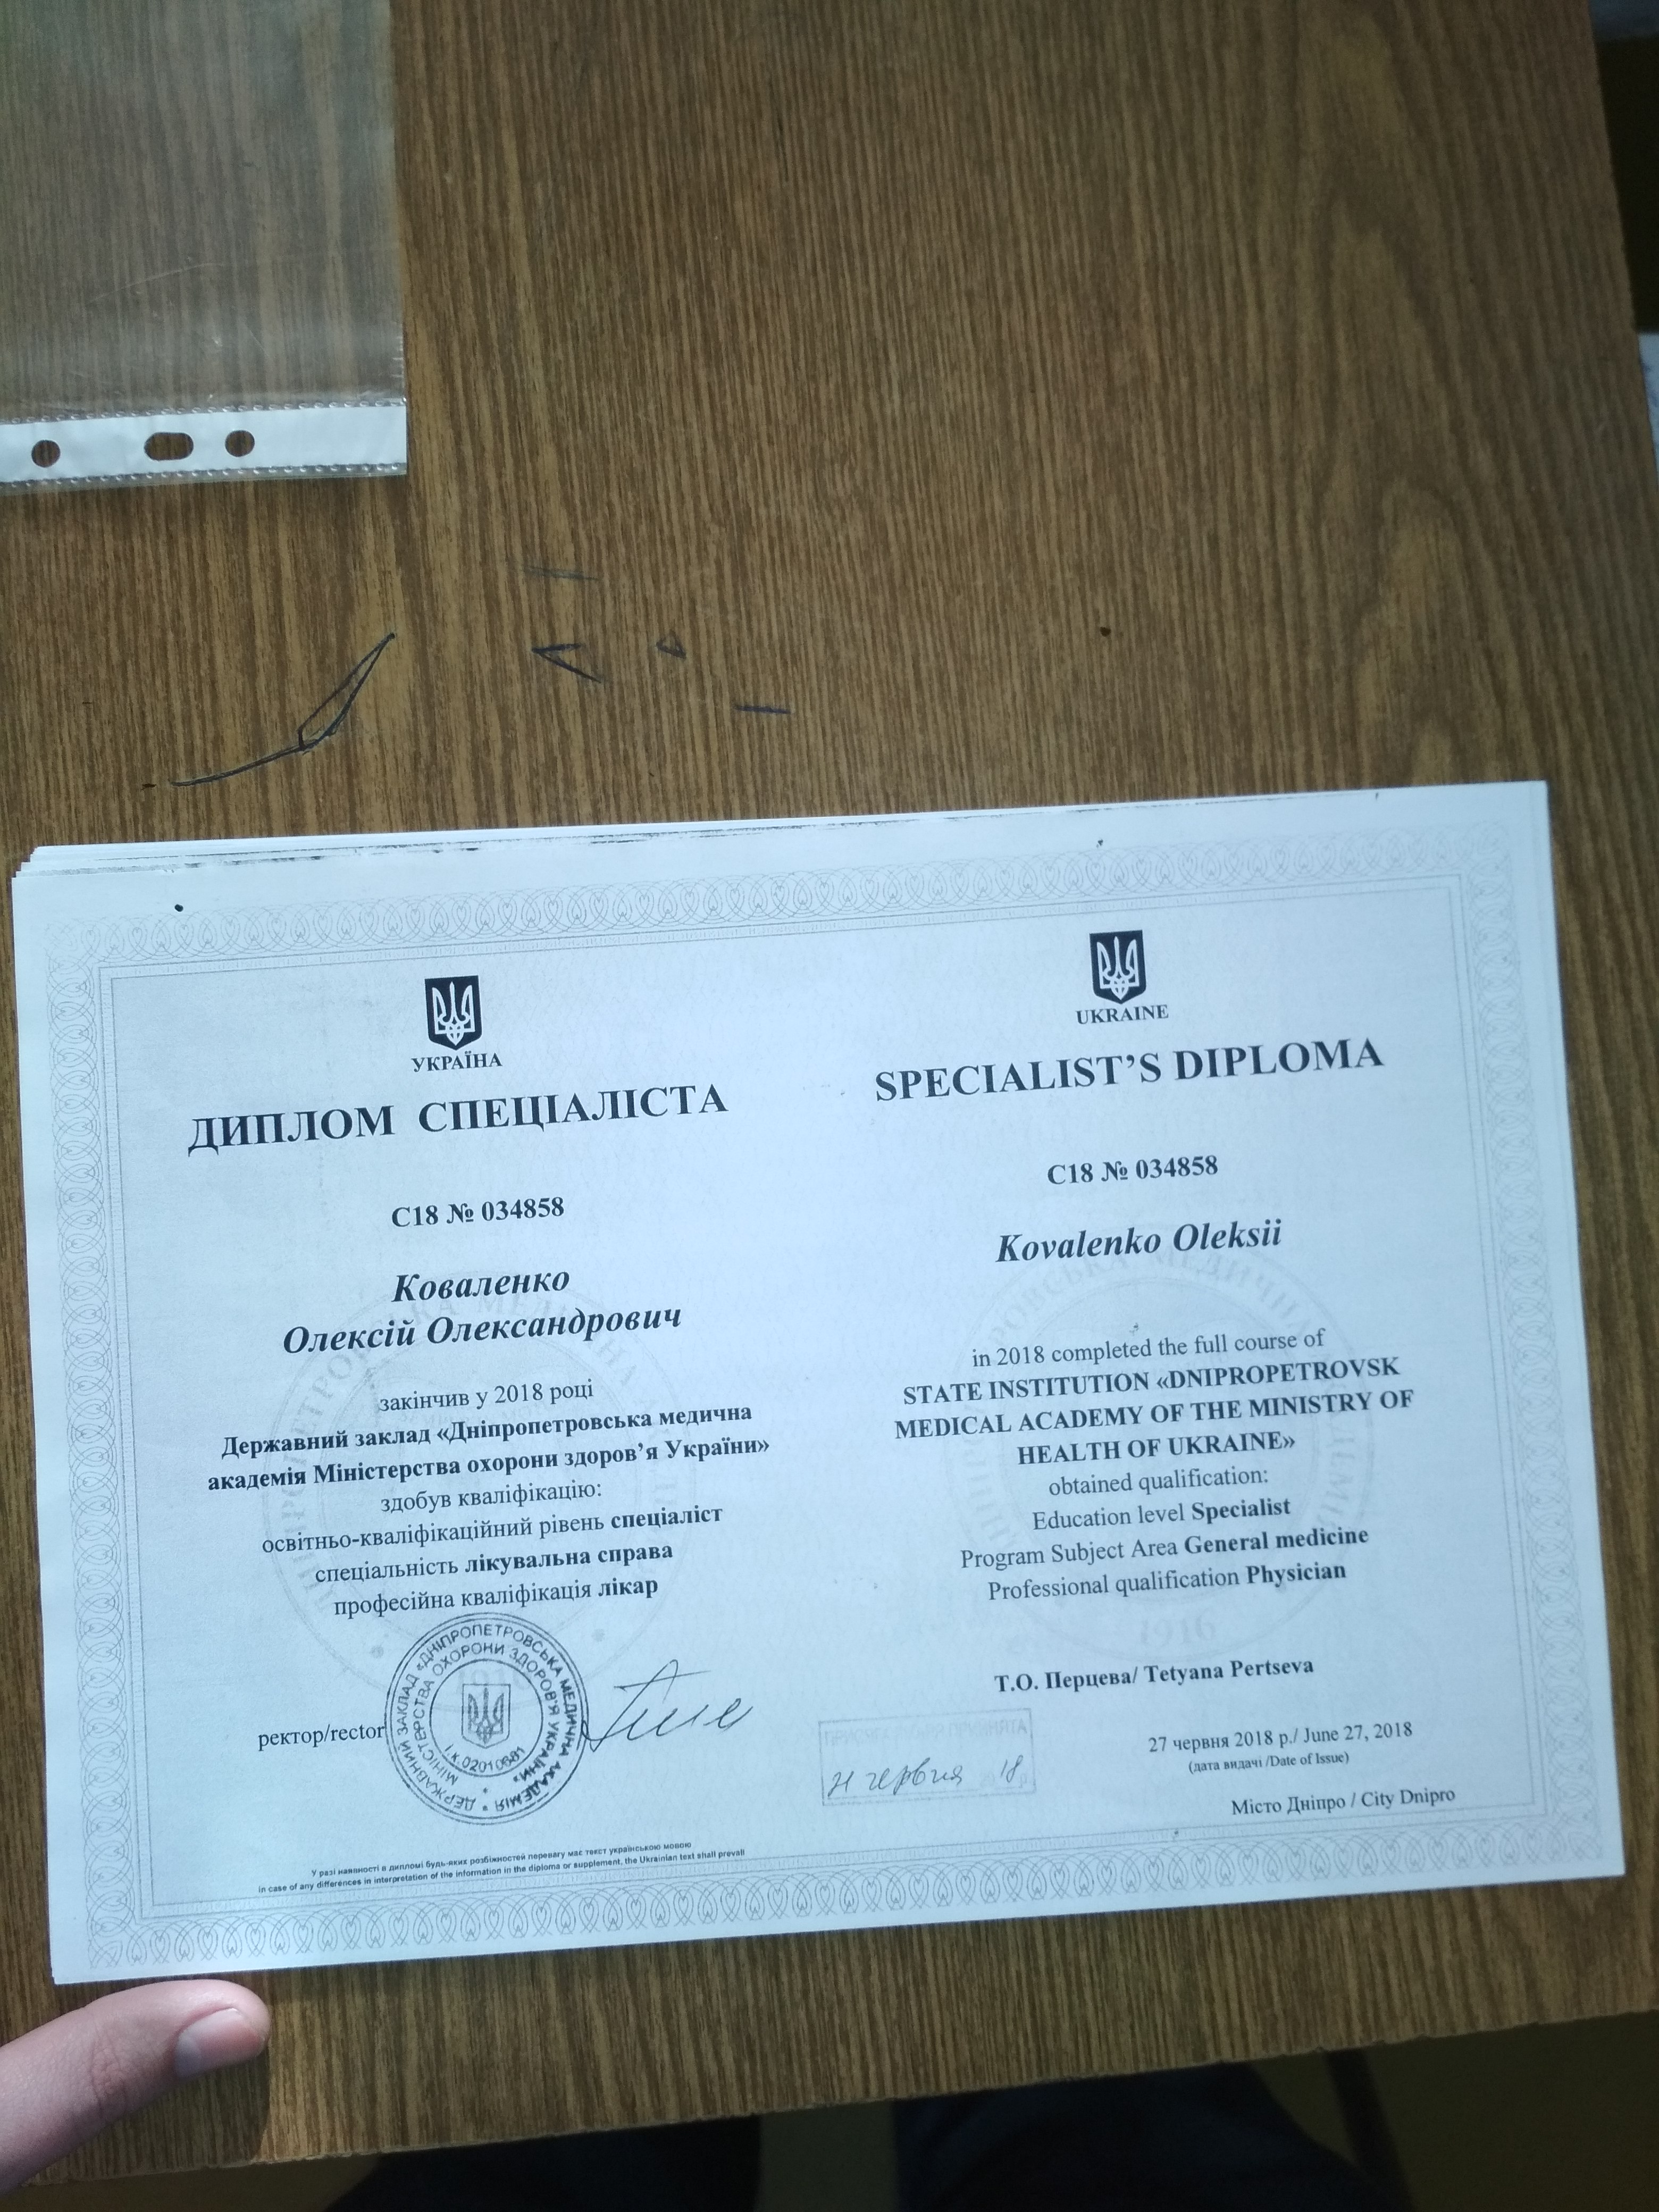 УКРАЇНА
ДИПЛОМ СПЕЦІАЛІСТА
С18 № 034858
Коваленко
Олексій Олександрович
закінчив у 2018 році
Державний заклад «Дніпропетровська медична
академія Міністерства охорони здоров’я України»
здобув кваліфікацію:
освітньо-кваліфікаційний рівень спеціаліст
спеціальність лікувальна справа
професійна кваліфікація лікар
ректор/rector
ДЕРЖАВНИЙ ЗАКЛАД «ДНІПРОПЕТРОВСЬКА МЕДИЧНА АКАДЕМІЯ
МІНІСТЕРСТВА ОХОРОНИ ЗДОРОВ'Я УКРАЇНИ»
У разі наявності в дипломі будь-яких розбіжностей перевагу має текст українською мовою
In case of any differences in interpretation of the information in the diploma or supplement, the Ukrainian text shall prevail
UKRAINE
SPECIALIST’S DIPLOMA
С18 № 034858
Kovalenko Oleksii
in 2018 completed the full course of
STATE INSTITUTION «DNIPROPETROVSK
MEDICAL ACADEMY OF THE MINISTRY OF
HEALTH OF UKRAINE»
obtained qualification:
Education level Specialist
Program Subject Area General medicine
Professional qualification Physician
1916
Т.О. Перцева/ Tetyana Pertseva
червня 18
27 червня 2018 р./ June 27, 2018
(дата видачі /Date of Issue)
Місто Дніпро / City Dnipro